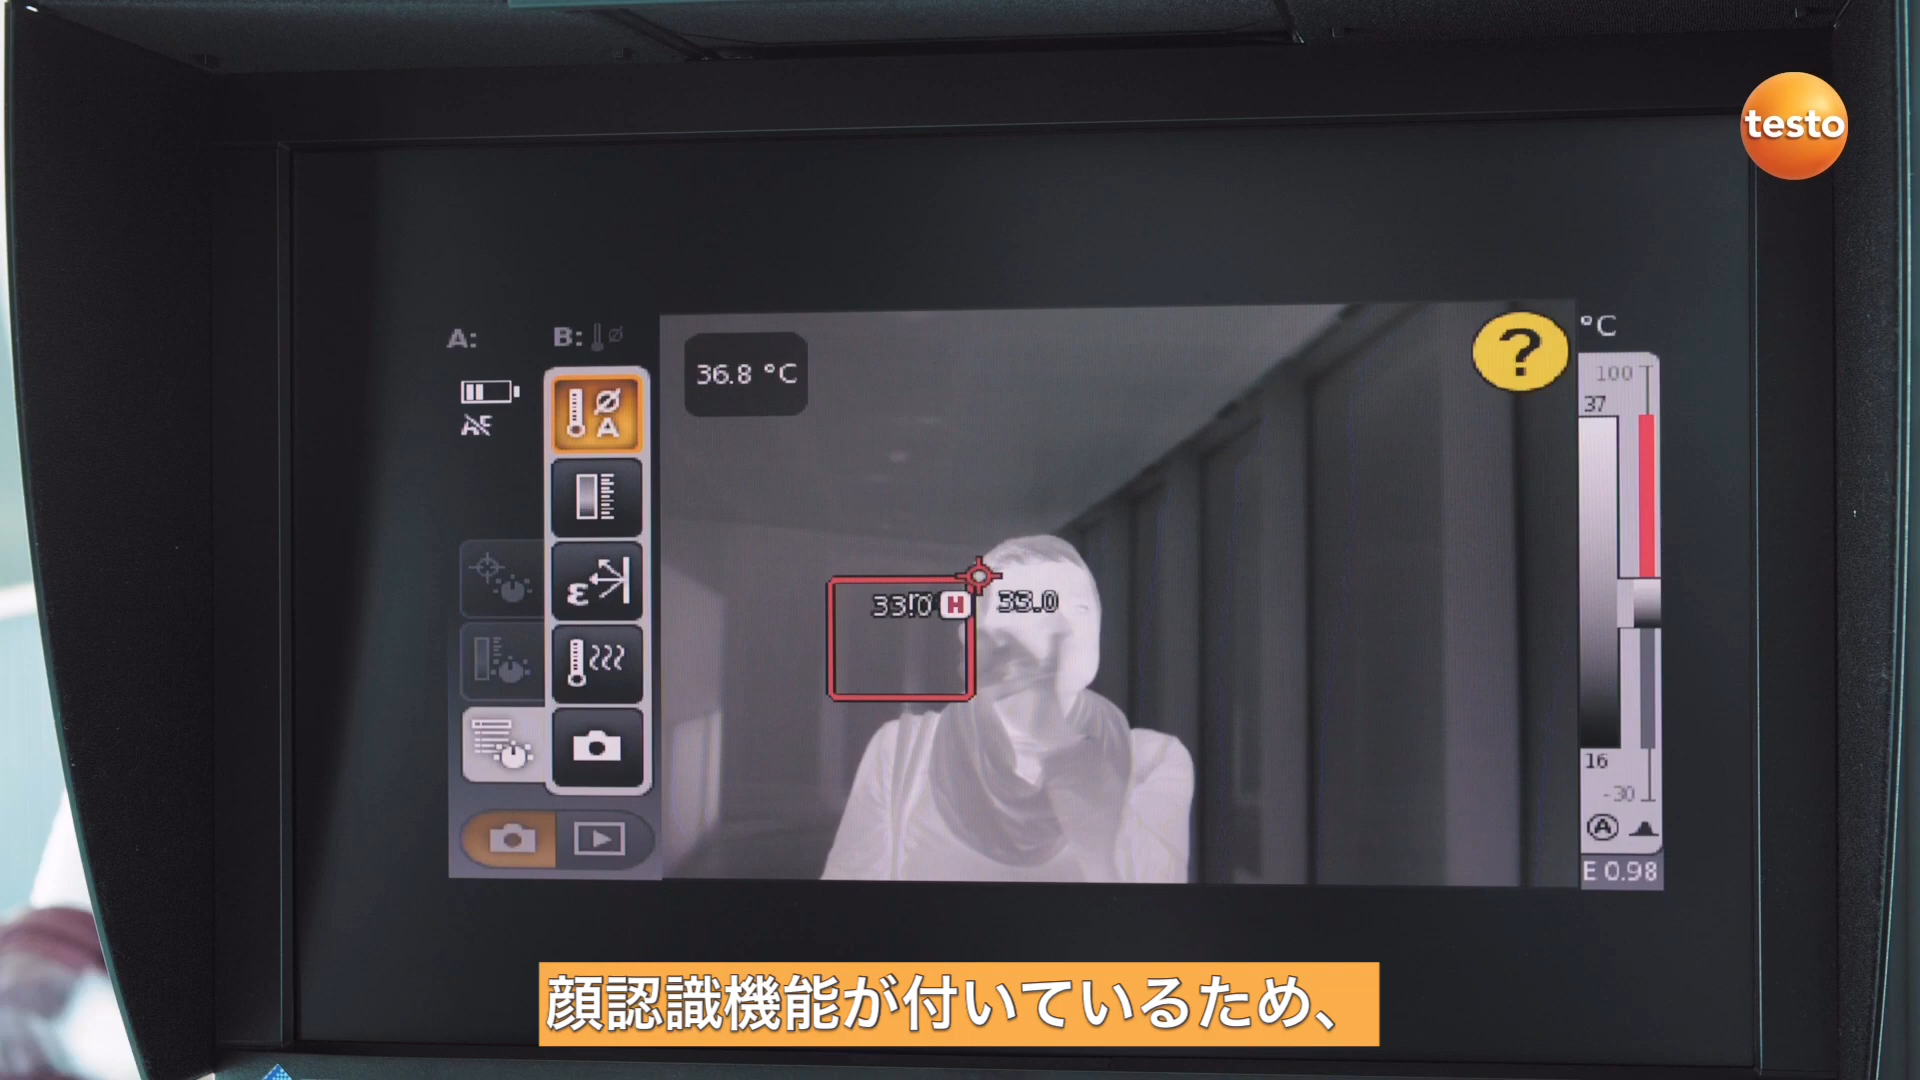 testo
A:
B:
°C
36.8 °C
?
100
37
A
ε
33.0
H
33.0
16
-30
A
E 0.98
顔認識機能が付いているため、